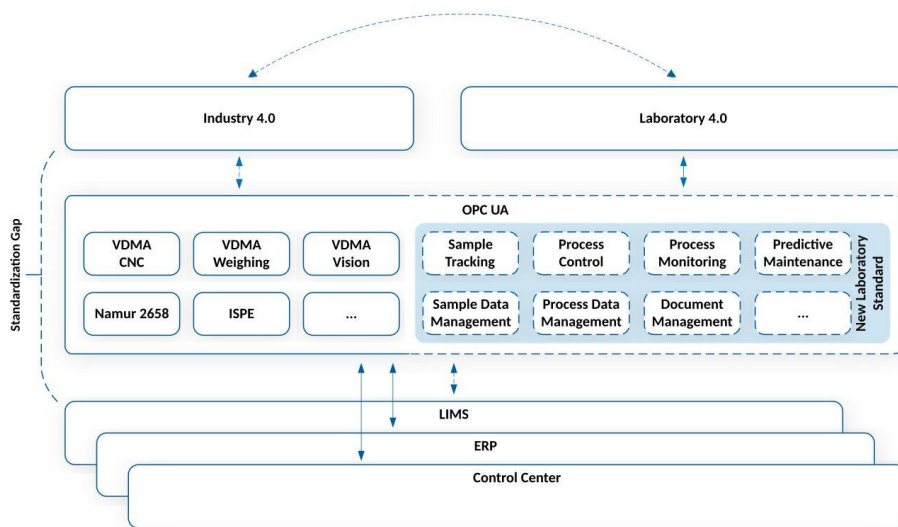 Industry 4.0
Laboratory 4.0
Standardization Gap
OPC UA
VDMA
CNC
VDMA
Weighing
VDMA
Vision
Sample
Tracking
Process
Control
Process
Monitoring
Predictive
Maintenance
Namur 2658
ISPE
...
Sample Data
Management
Process Data
Management
Document
Management
...
New Laboratory
Standard
LIMS
ERP
Control Center